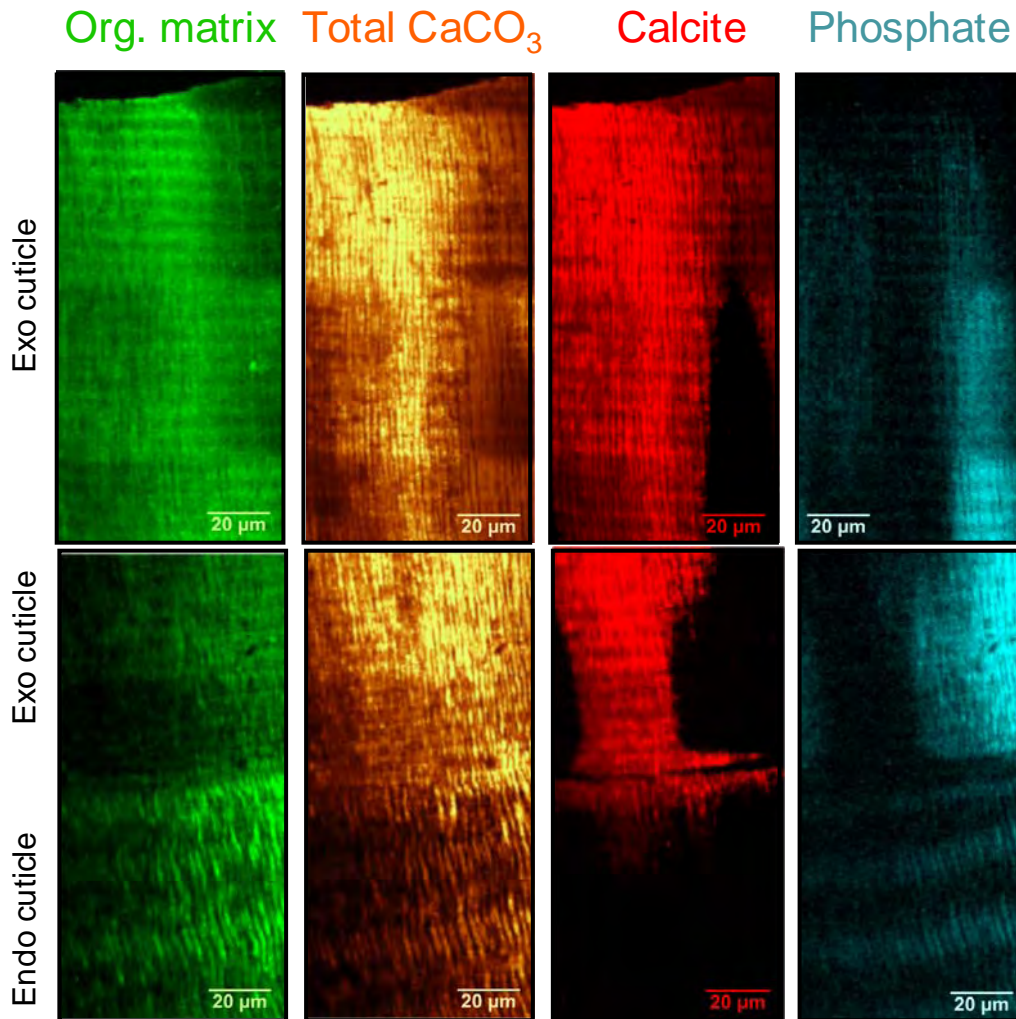 Org. matrix Total CaCO₃ Calcite Phosphate
Exo cuticle
20 µm 20 µm 20 µm 20 µm
Exo cuticle
Endo cuticle
20 µm 20 µm 20 µm 20 µm